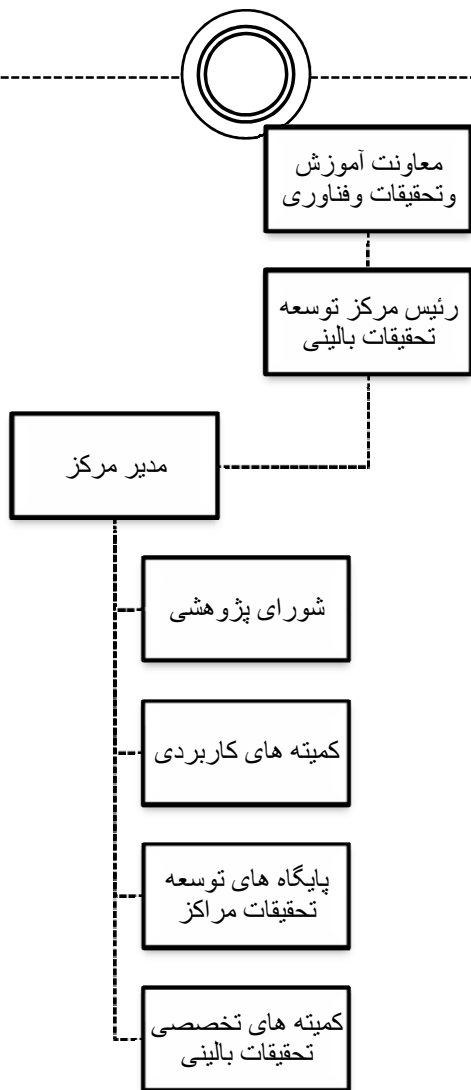 معاونت آموزش
وتحقیقات وفناوری
رئیس مرکز توسعه
تحقیقات بالینی
مدیر مرکز
شورای پژوهشی
کمیته های کاربردی
پایگاه های توسعه
تحقیقات مراکز
کمیته های تخصصی
تحقیقات بالینی